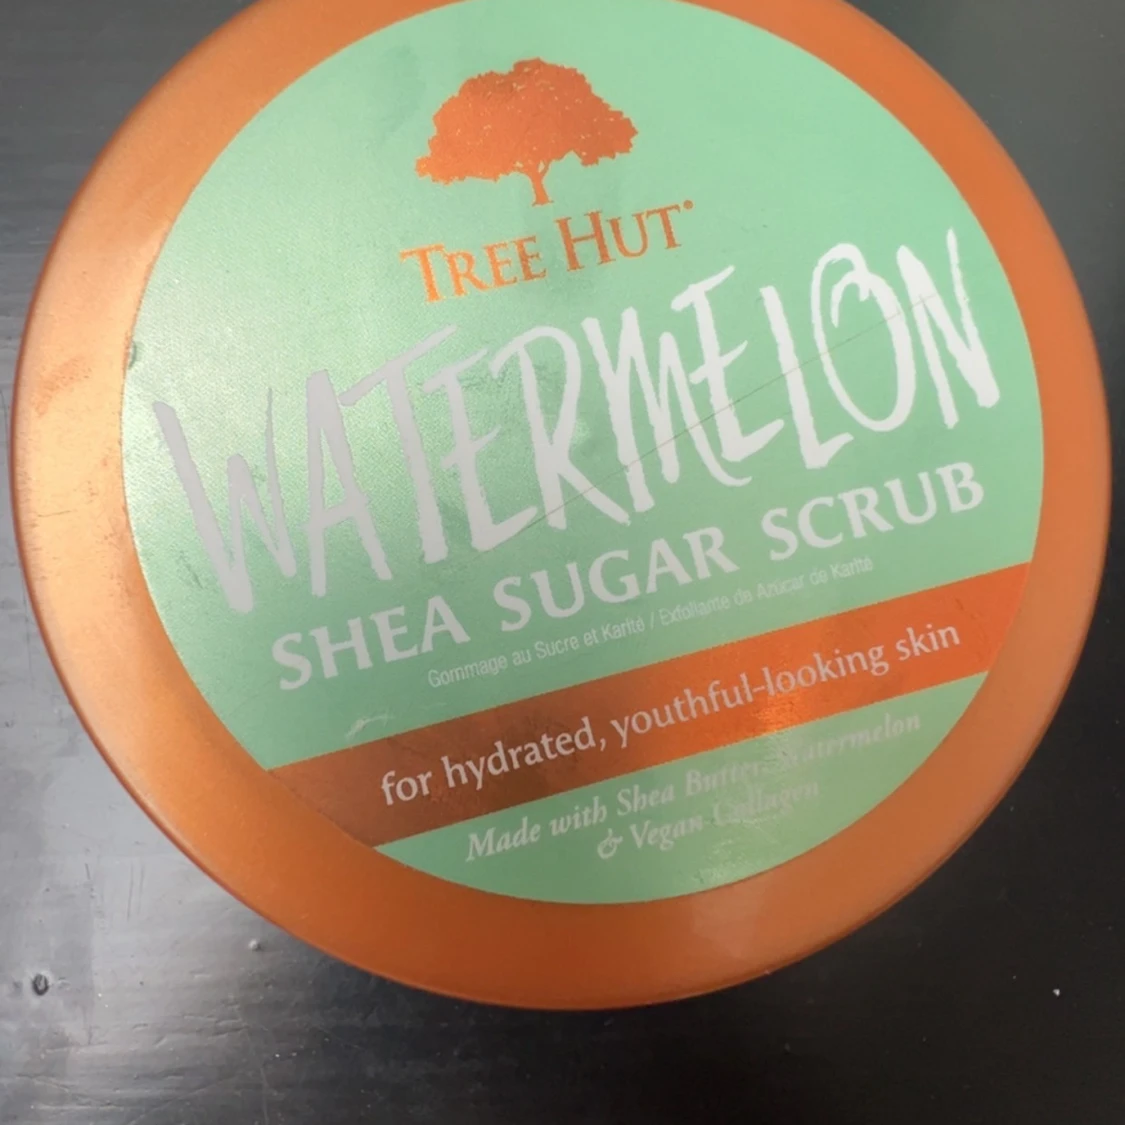 TREE HUT
WATERMELON
SHEA SUGAR SCRUB
Gommage au Sucre et Karité / Exfoliante de Azúcar de Karité
for hydrated, youthful-looking skin
Made with Shea Butter, Watermelon
& Vegan Collagen